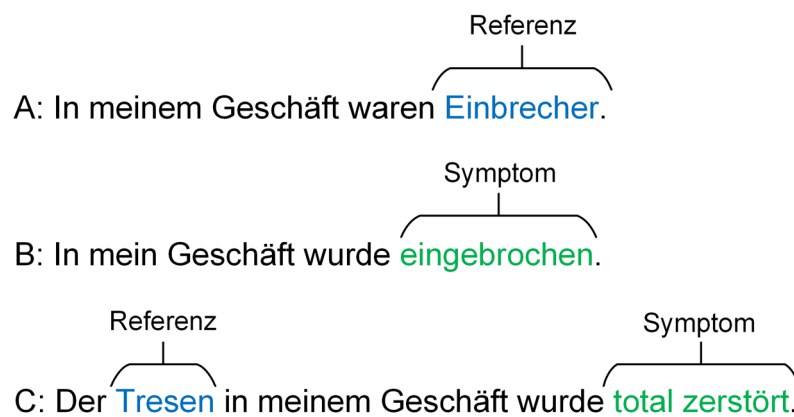 Referenz
A: In meinem Geschäft waren Einbrecher.
Symptom
B: In mein Geschäft wurde eingebrochen.
Referenz Symptom
C: Der Tresen in meinem Geschäft wurde total zerstört.